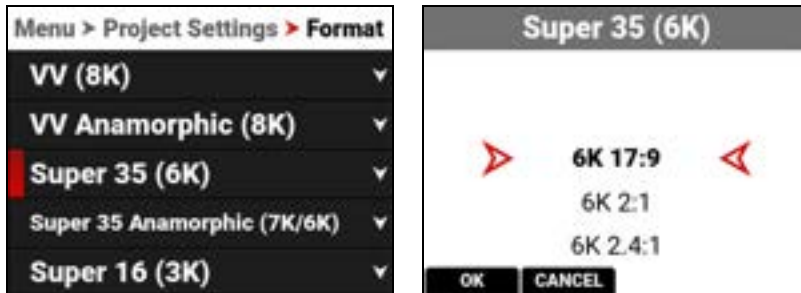 Menu > Project Settings > Format
VV (8K)
VV Anamorphic (8K)
Super 35 (6K)
Super 35 Anamorphic (7K/6K)
Super 16 (3K)
Super 35 (6K)
6K 17:9
6K 2:1
6K 2.4:1
OK CANCEL